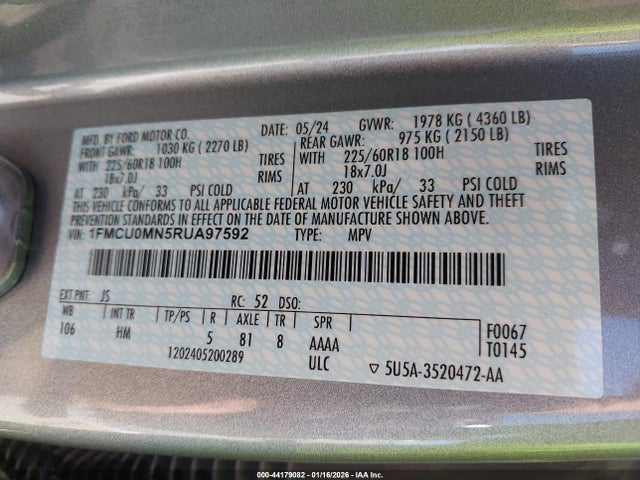 MFD. BY FORD MOTOR CO. DATE: 05/24 GVWR: 1978 KG ( 4360 LB)
FRONT GAWR: 1030 KG ( 2270 LB) REAR GAWR: 975 KG ( 2150 LB)
WITH 225/60R18 100H TIRES WITH 225/60R18 100H TIRES
18x7.0J RIMS 18x7.0J RIMS
AT 230 kPa/ 33 PSI COLD AT 230 kPa/ 33 PSI COLD
THIS VEHICLE CONFORMS TO ALL APPLICABLE FEDERAL MOTOR VEHICLE SAFETY AND THEFT
PREVENTION STANDARDS IN EFFECT ON THE DATE OF MANUFACTURE SHOWN ABOVE.
VIN: 1FMCU0MN5RUA97592 TYPE: MPV
EXT PNT: JS RC: 52 DSO:
WB INT TR TP/PS R AXLE TR SPR F0067
106 HM 5 81 8 AAAA T0145
1202405200289 ULC ▽ 5U5A-3520472-AA
000-44179082 - 01/16/2026 - IAA Inc.